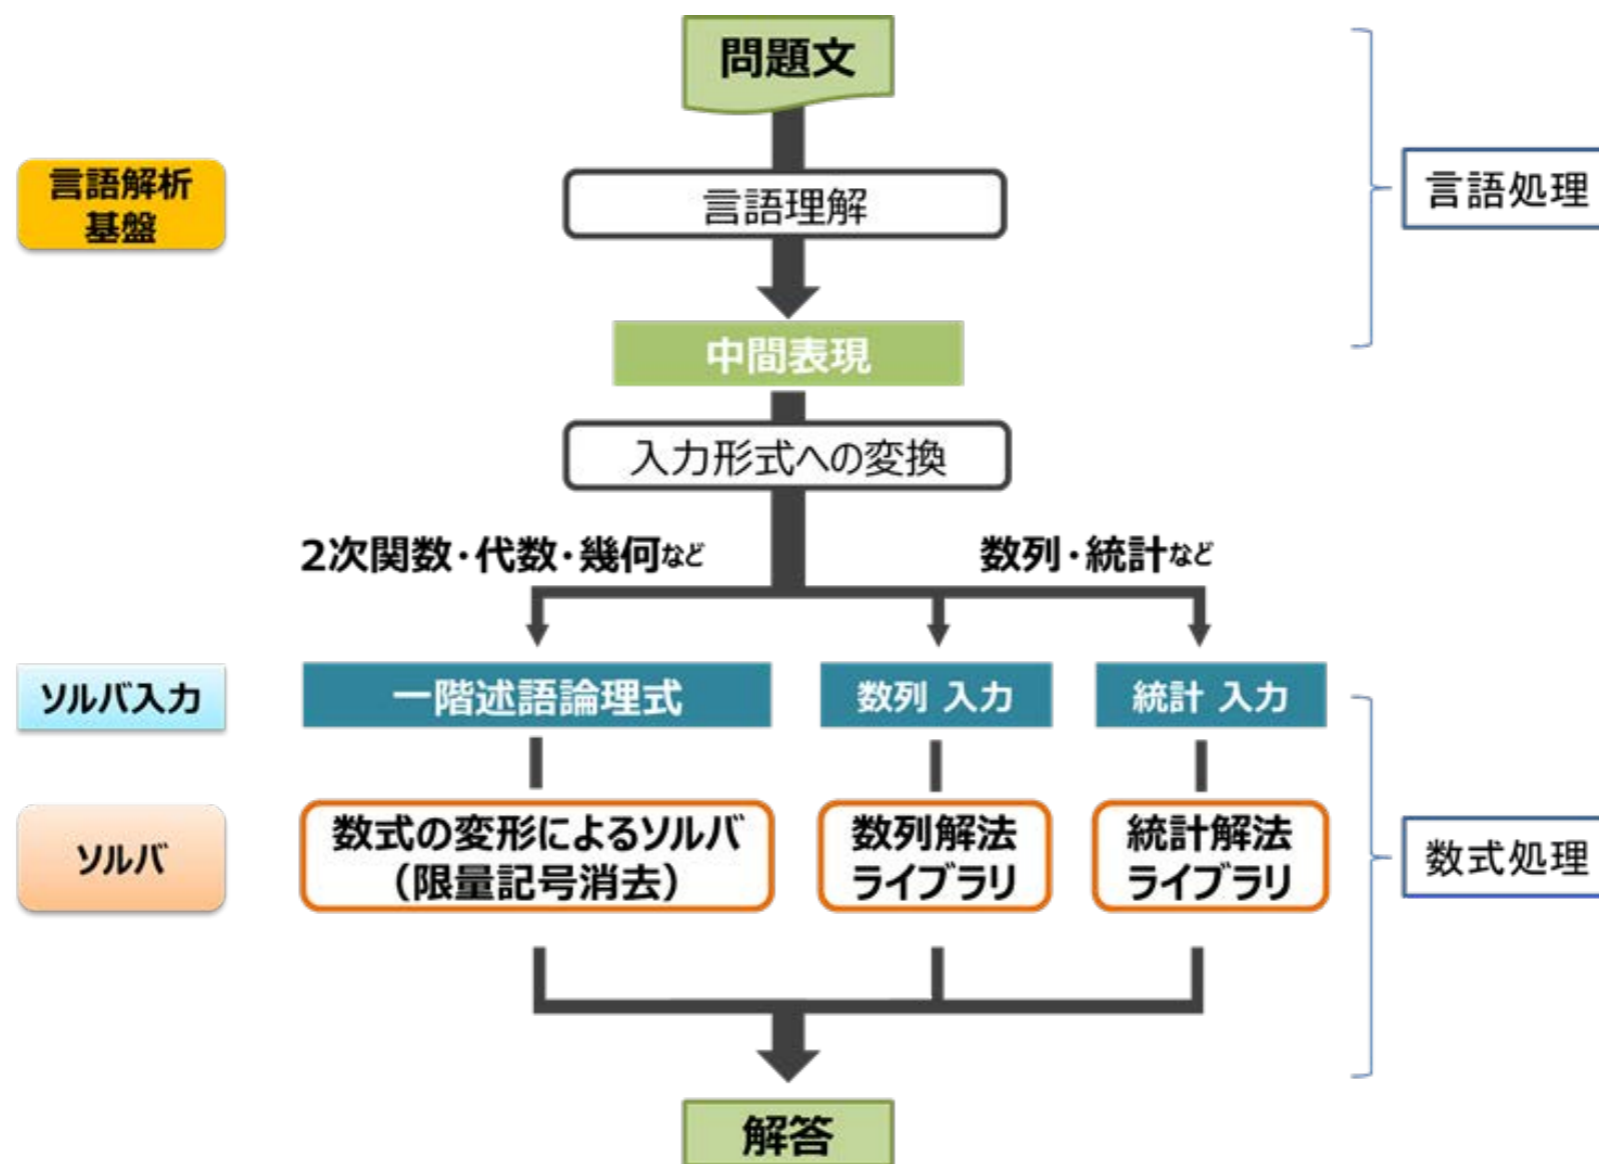 問題文
言語解析
基盤
言語理解
言語処理
中間表現
入力形式への変換
2次関数・代数・幾何など
数列・統計など
ソルバ入力
一階述語論理式
数列 入力
統計 入力
ソルバ
数式の変形によるソルバ
（限量記号消去）
数列解法
ライブラリ
統計解法
ライブラリ
数式処理
解答